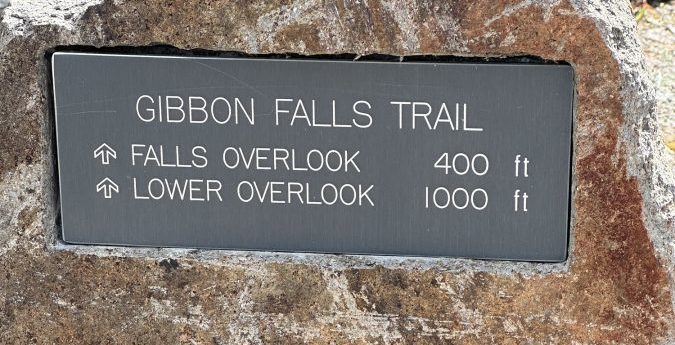 GIBBON FALLS TRAIL
⇑ FALLS OVERLOOK 400 ft
⇑ LOWER OVERLOOK 1000 ft